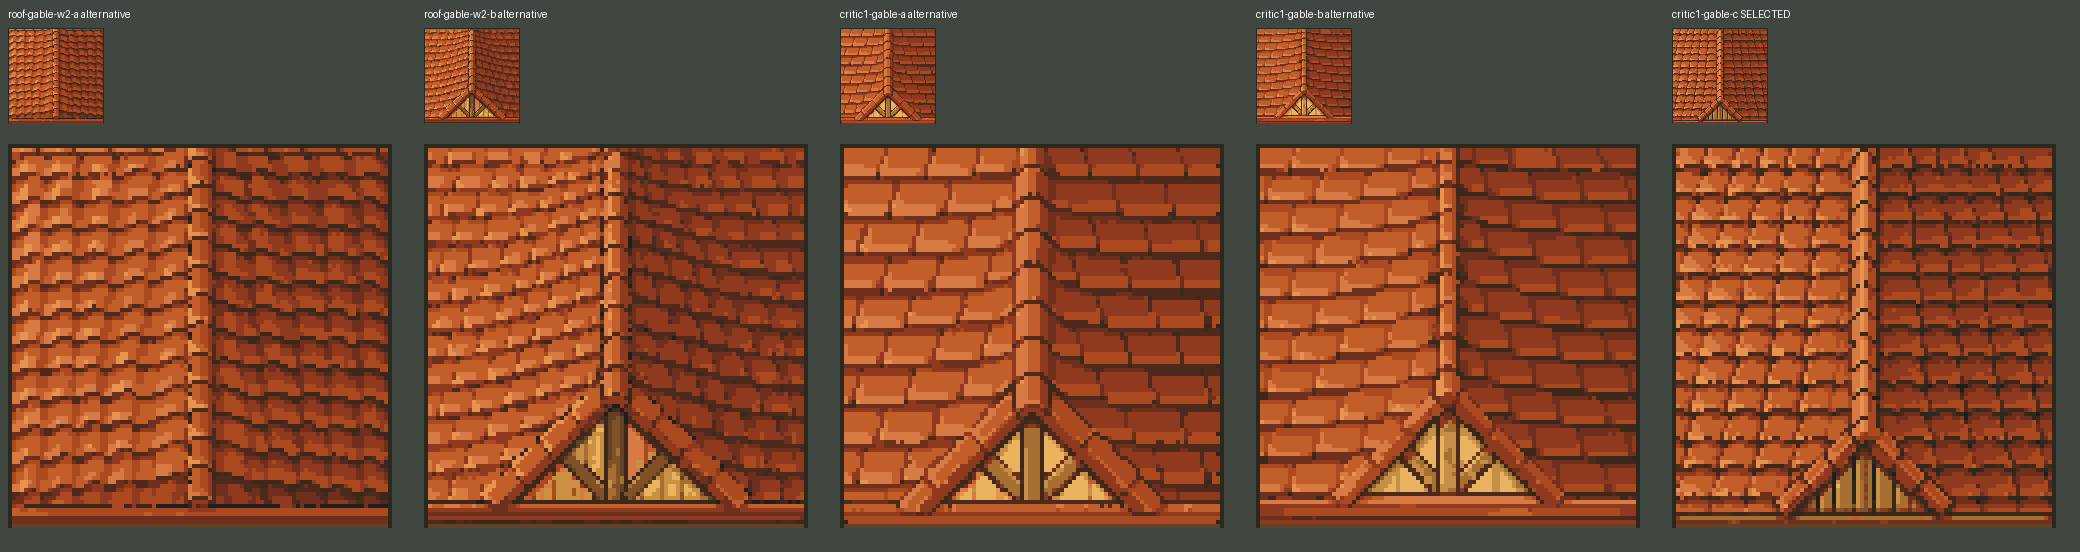 roof-gable-w2-a alternative
roof-gable-w2-b alternative
critic1-gable-a alternative
critic1-gable-b alternative
critic1-gable-c SELECTED